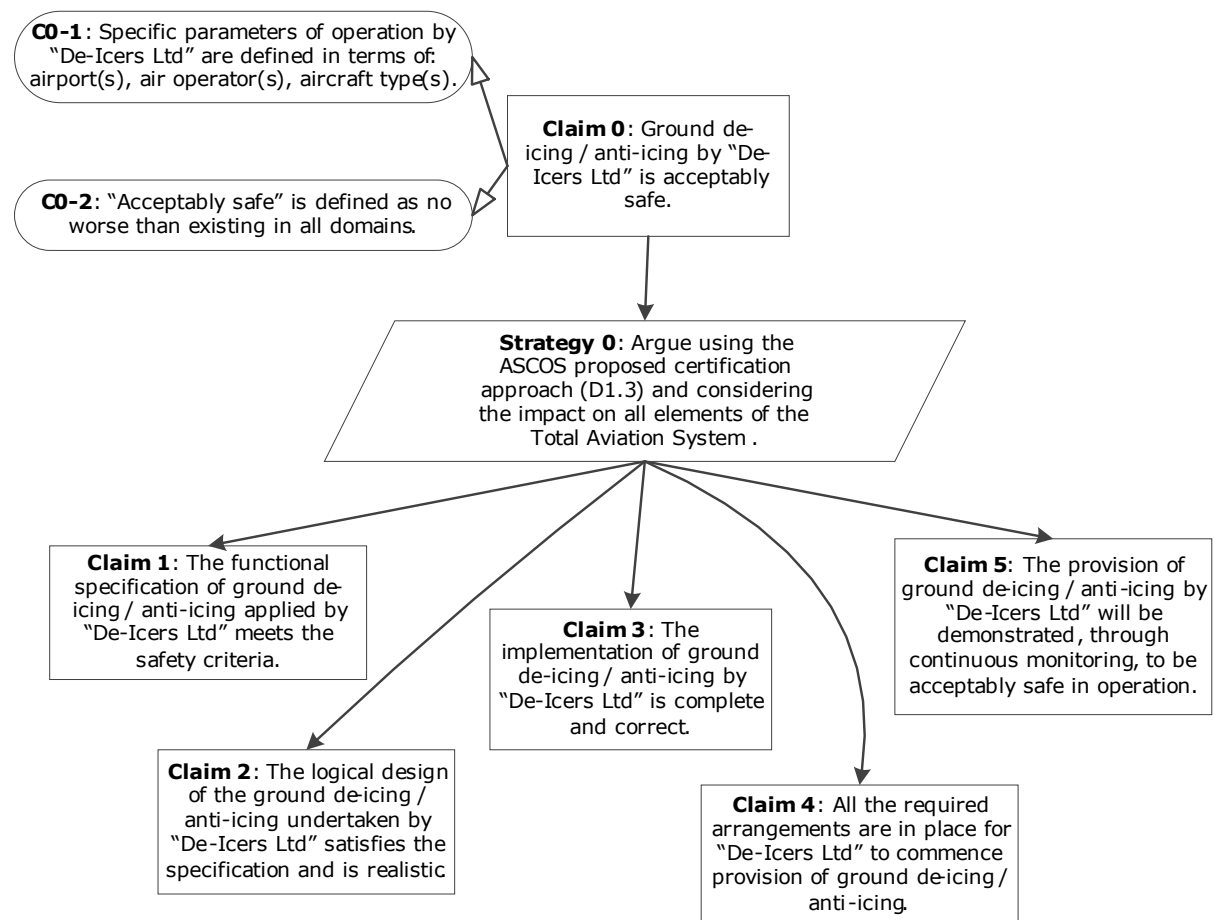 C0-1: Specific parameters of operation by
“De-Icers Ltd” are defined in terms of:
airport(s), air operator(s), aircraft type(s).
Claim 0: Ground de-
icing / anti-icing by “De-
Icers Ltd” is acceptably
safe.
C0-2: “Acceptably safe” is defined as no
worse than existing in all domains.
Strategy 0: Argue using the
ASCOS proposed certification
approach (D1.3) and considering
the impact on all elements of the
Total Aviation System .
Claim 1: The functional
specification of ground de-
icing / anti-icing applied by
“De-Icers Ltd” meets the
safety criteria.
Claim 2: The logical design
of the ground de-icing /
anti-icing undertaken by
“De-Icers Ltd” satisfies the
specification and is realistic.
Claim 3: The
implementation of ground
de-icing / anti-icing by
“De-Icers Ltd” is complete
and correct.
Claim 4: All the required
arrangements are in place for
“De-Icers Ltd” to commence
provision of ground de-icing /
anti-icing.
Claim 5: The provision of
ground de-icing / anti-icing by
“De-Icers Ltd” will be
demonstrated, through
continuous monitoring, to be
acceptably safe in operation.